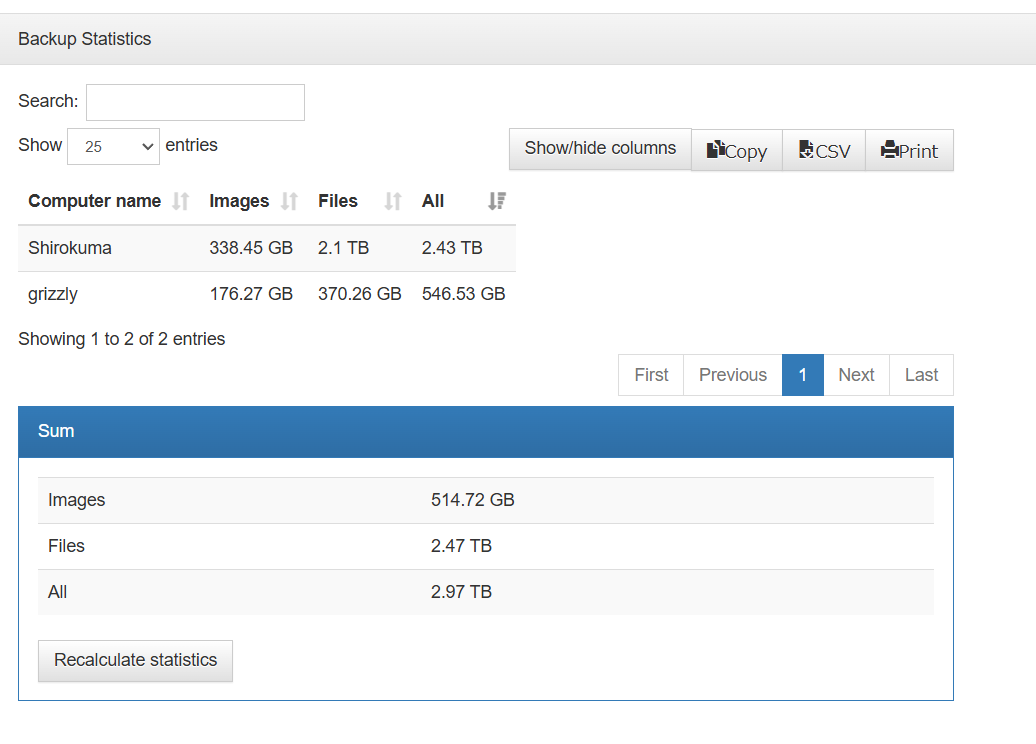 Backup Statistics
Search:
Show 25 entries
Show/hide columns Copy CSV Print
Computer name Images Files All
Shirokuma 338.45 GB 2.1 TB 2.43 TB
grizzly 176.27 GB 370.26 GB 546.53 GB
Showing 1 to 2 of 2 entries
First Previous 1 Next Last
Sum
Images 514.72 GB
Files 2.47 TB
All 2.97 TB
Recalculate statistics